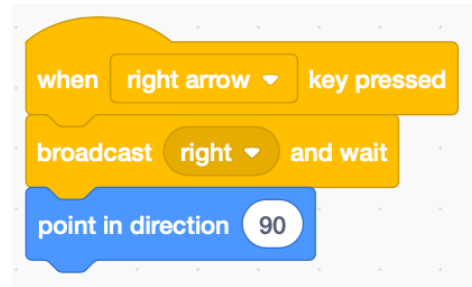 when right arrow key pressed
broadcast right and wait
point in direction 90